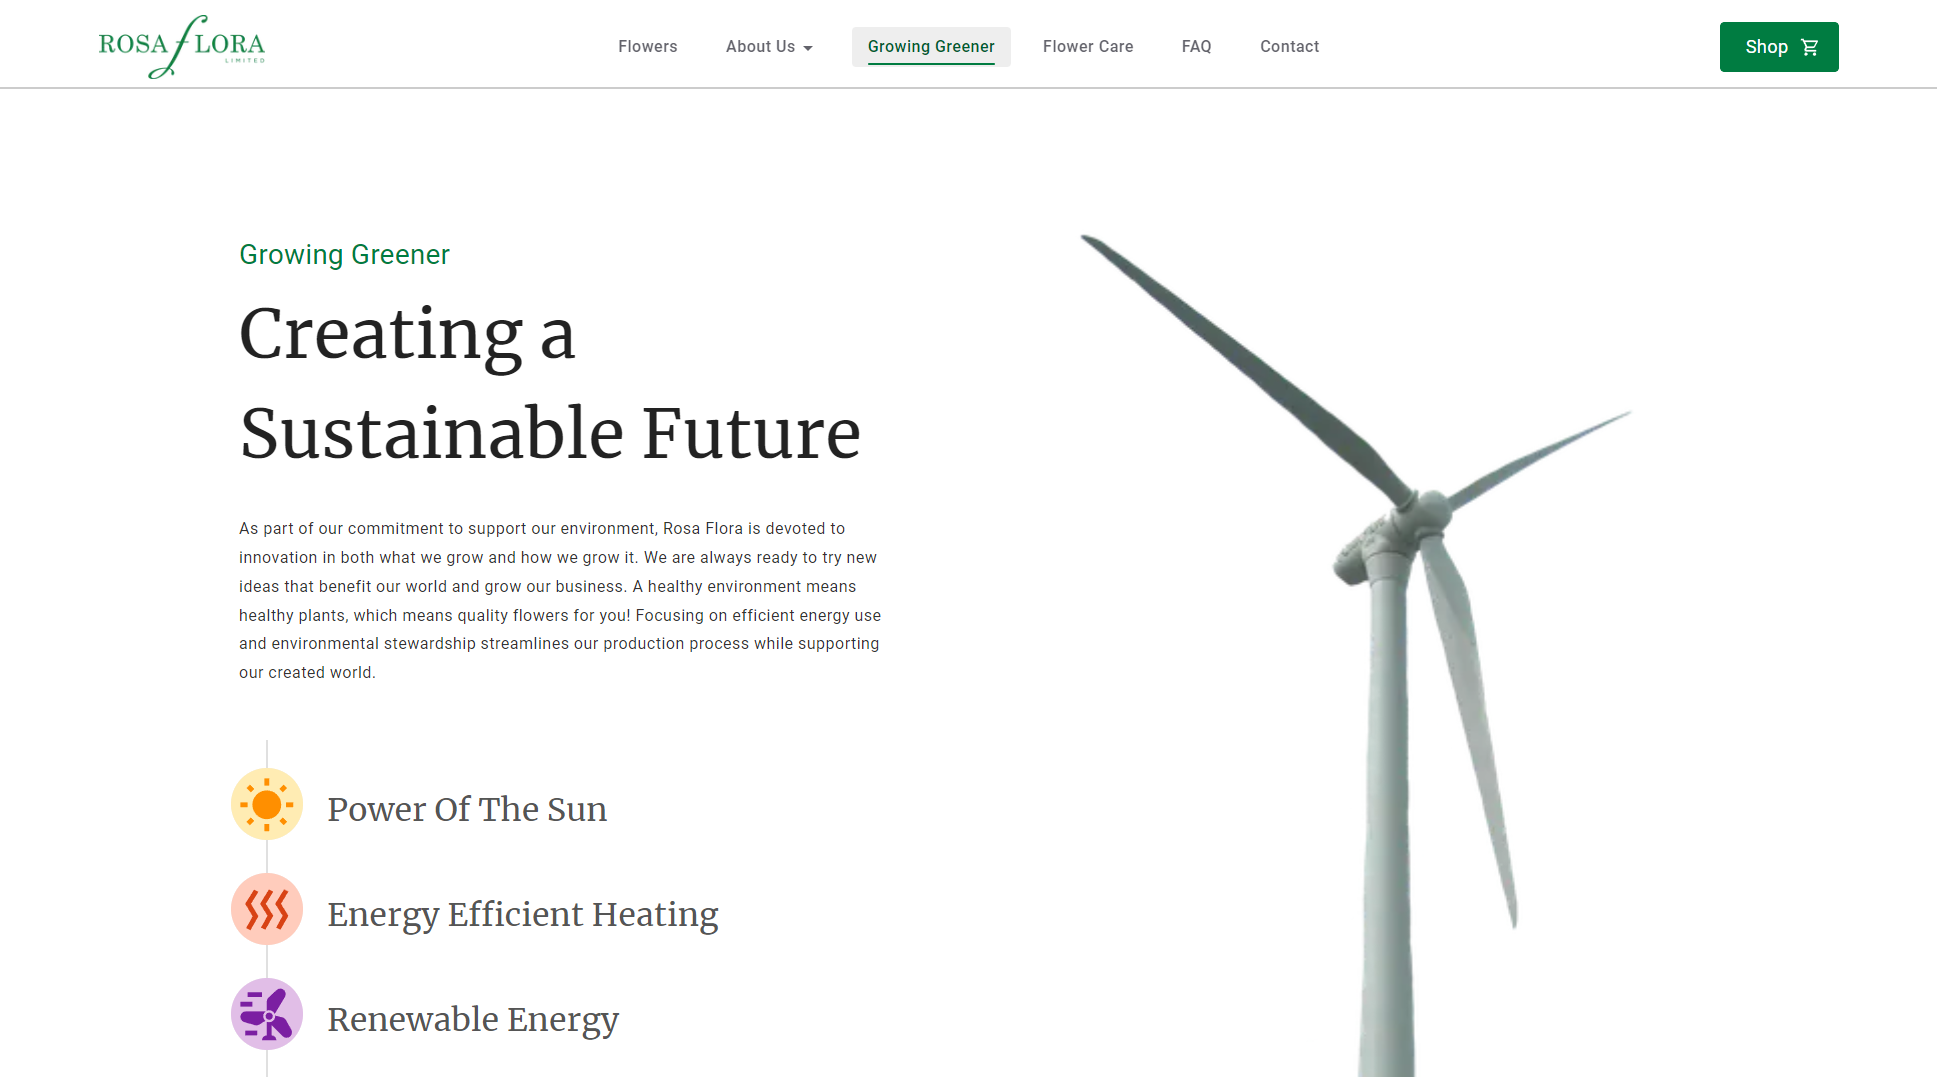 ROSA FLORA
LIMITED
Flowers
About Us
Growing Greener
Flower Care
FAQ
Contact
Shop
Growing Greener
Creating a
Sustainable Future
As part of our commitment to support our environment, Rosa Flora is devoted to
innovation in both what we grow and how we grow it. We are always ready to try new
ideas that benefit our world and grow our business. A healthy environment means
healthy plants, which means quality flowers for you! Focusing on efficient energy use
and environmental stewardship streamlines our production process while supporting
our created world.
Power Of The Sun
Energy Efficient Heating
Renewable Energy